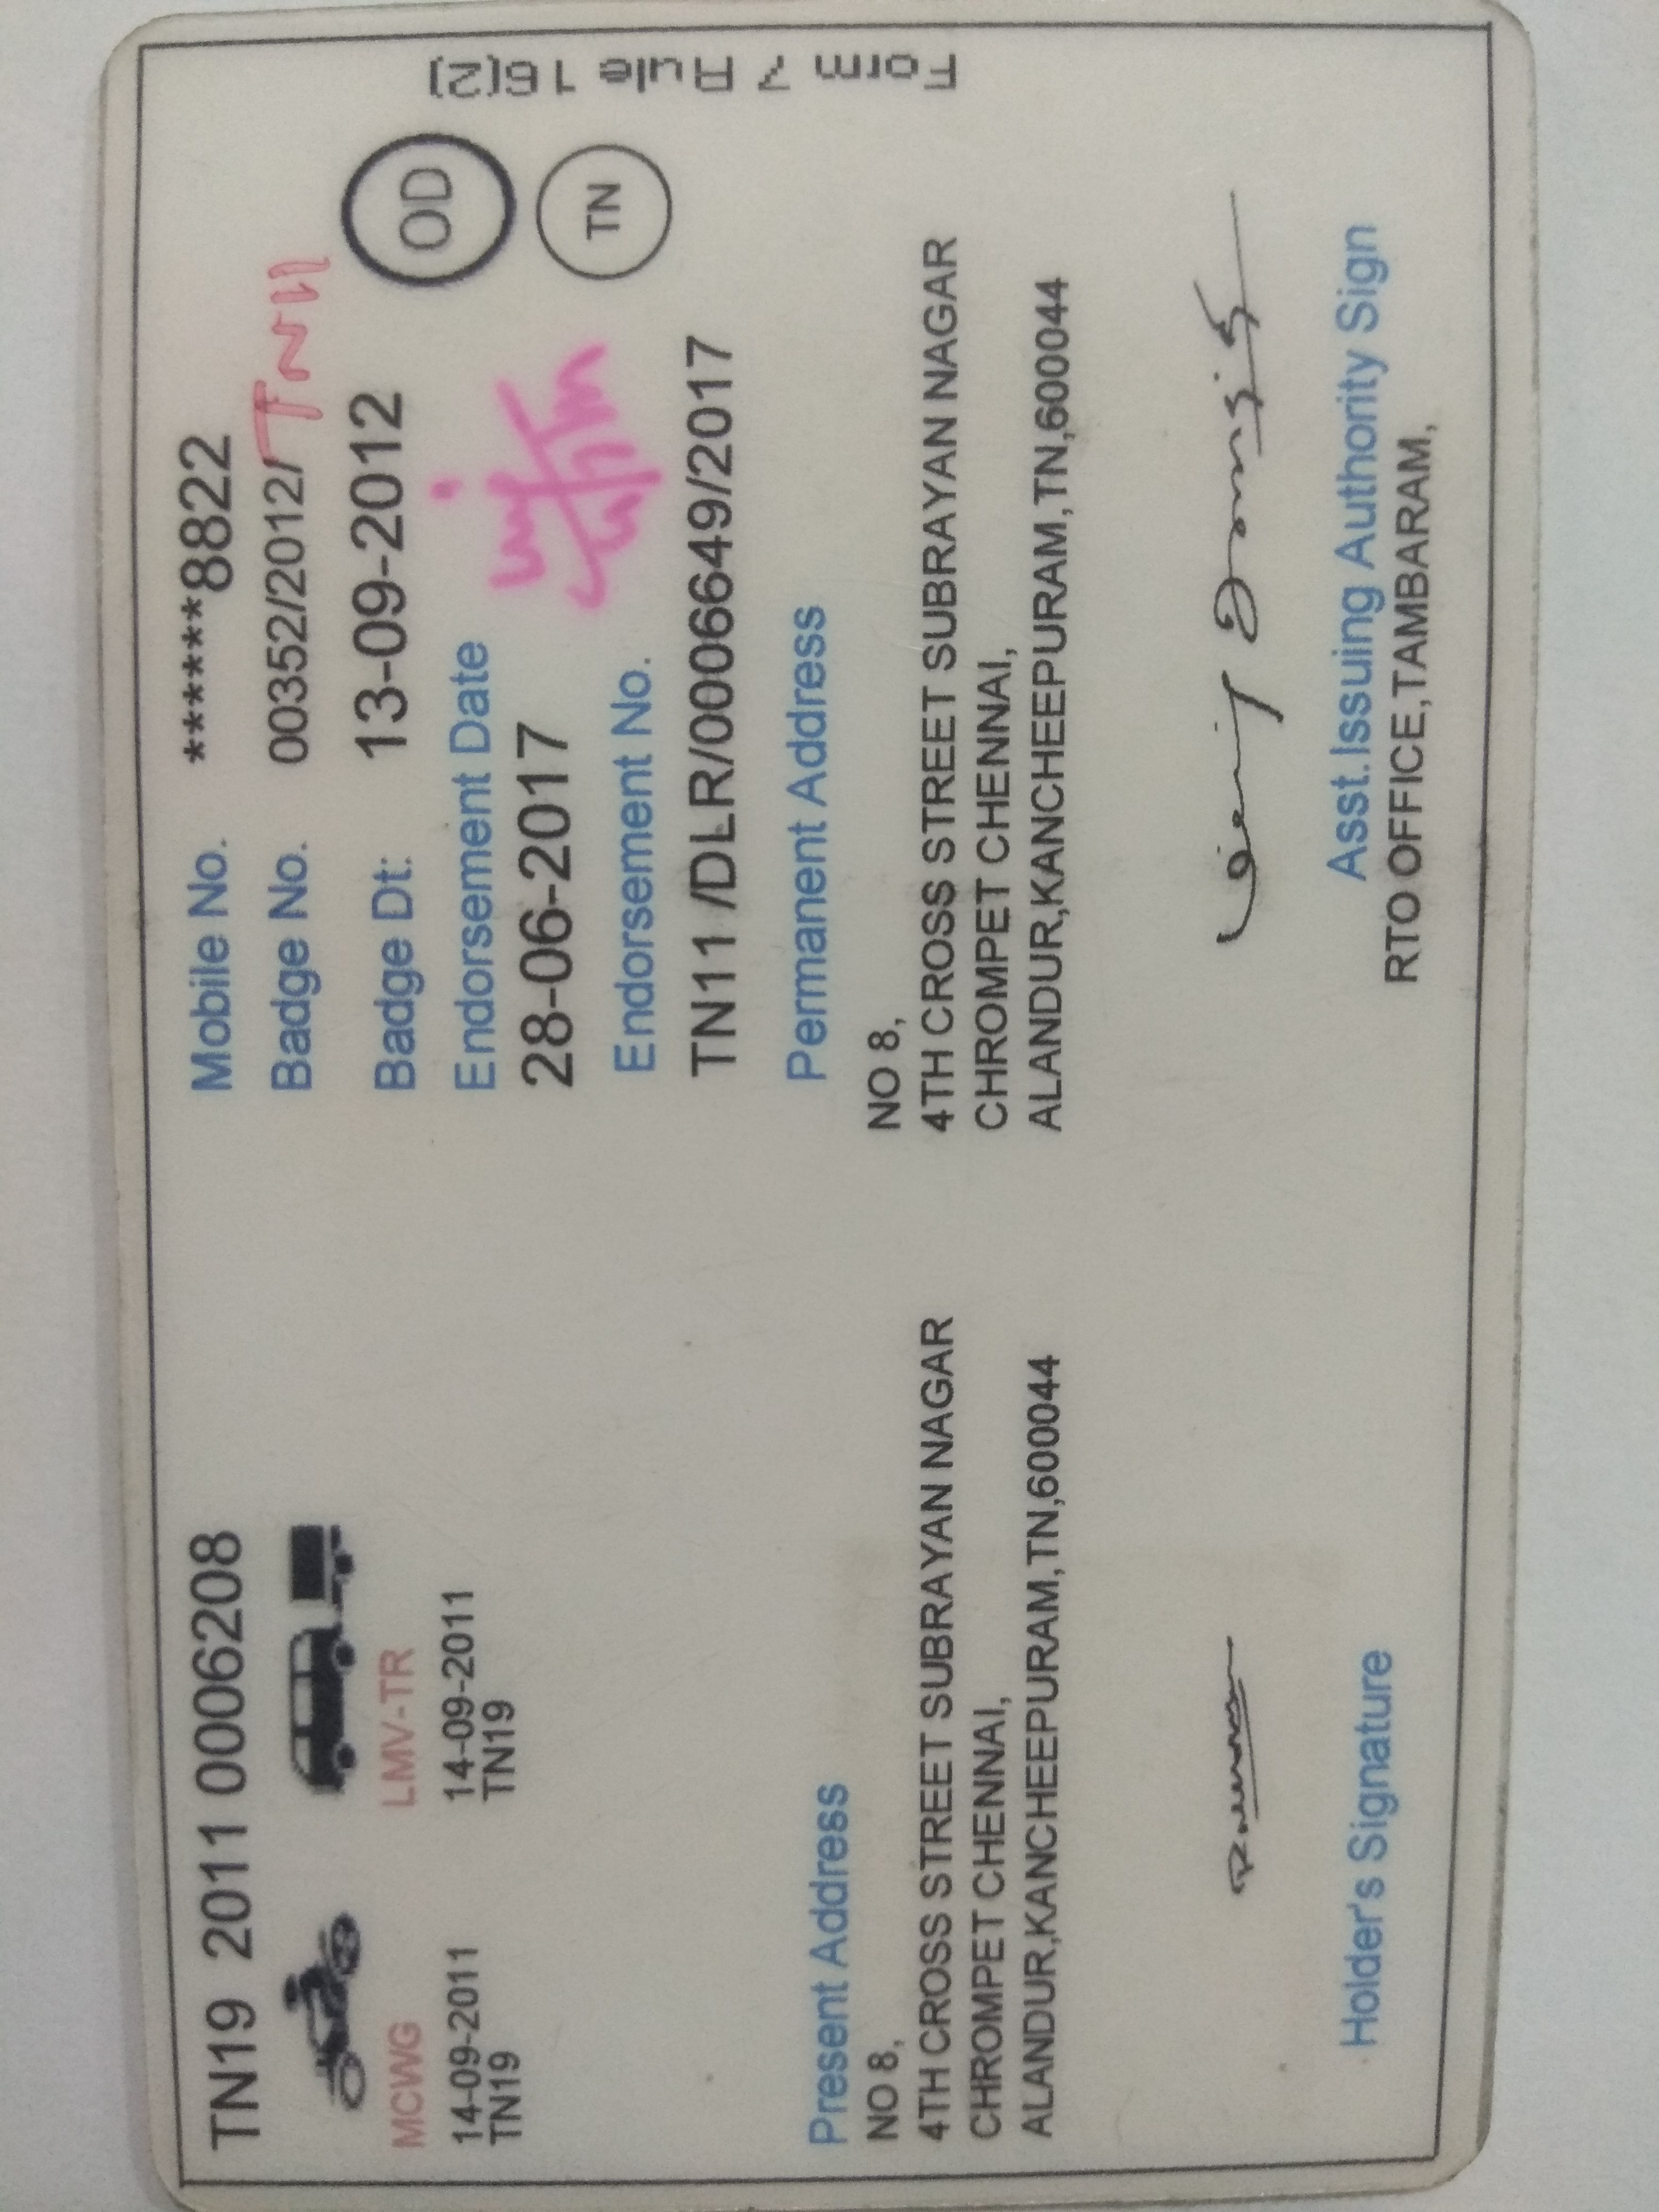 TN19 2011 0006208
MCWG
14-09-2011
TN19
LMV-TR
14-09-2011
TN19
Present Address
NO 8,
4TH CROSS STREET SUBRAYAN NAGAR
CHROMPET CHENNAI,
ALANDUR,KANCHEEPURAM,TN,600044
Holder's Signature
Mobile No. ******8822
Badge No. 00352/2012/TN11
Badge Dt: 13-09-2012
Endorsement Date
28-06-2017
Endorsement No.
TN11 /DLR/0006649/2017
Permanent Address
NO 8,
4TH CROSS STREET SUBRAYAN NAGAR
CHROMPET CHENNAI,
ALANDUR,KANCHEEPURAM,TN,600044
Asst.Issuing Authority Sign
RTO OFFICE,TAMBARAM,
OD
TN
Form 7 Rule 16(2)